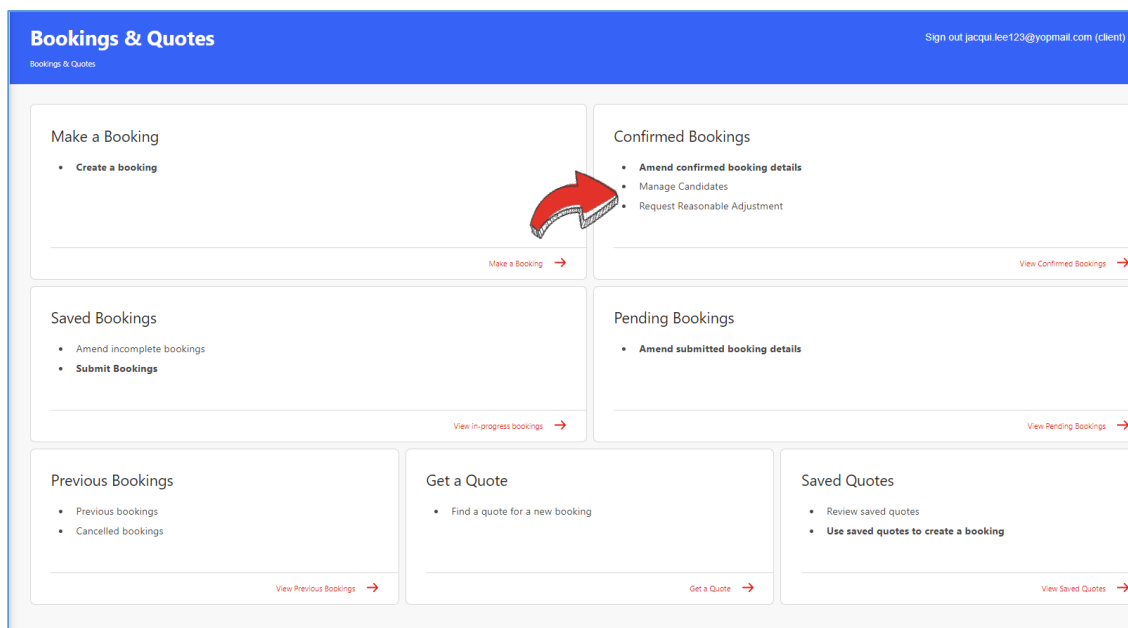 Bookings & Quotes
Sign out jacqui.lee123@yopmail.com (client)
Bookings & Quotes
Make a Booking
Create a booking
Make a Booking
Confirmed Bookings
Amend confirmed booking details
Manage Candidates
Request Reasonable Adjustment
View Confirmed Bookings
Saved Bookings
Amend incomplete bookings
Submit Bookings
View in-progress bookings
Pending Bookings
Amend submitted booking details
View Pending Bookings
Previous Bookings
Previous bookings
Cancelled bookings
View Previous Bookings
Get a Quote
Find a quote for a new booking
Get a Quote
Saved Quotes
Review saved quotes
Use saved quotes to create a booking
View Saved Quotes